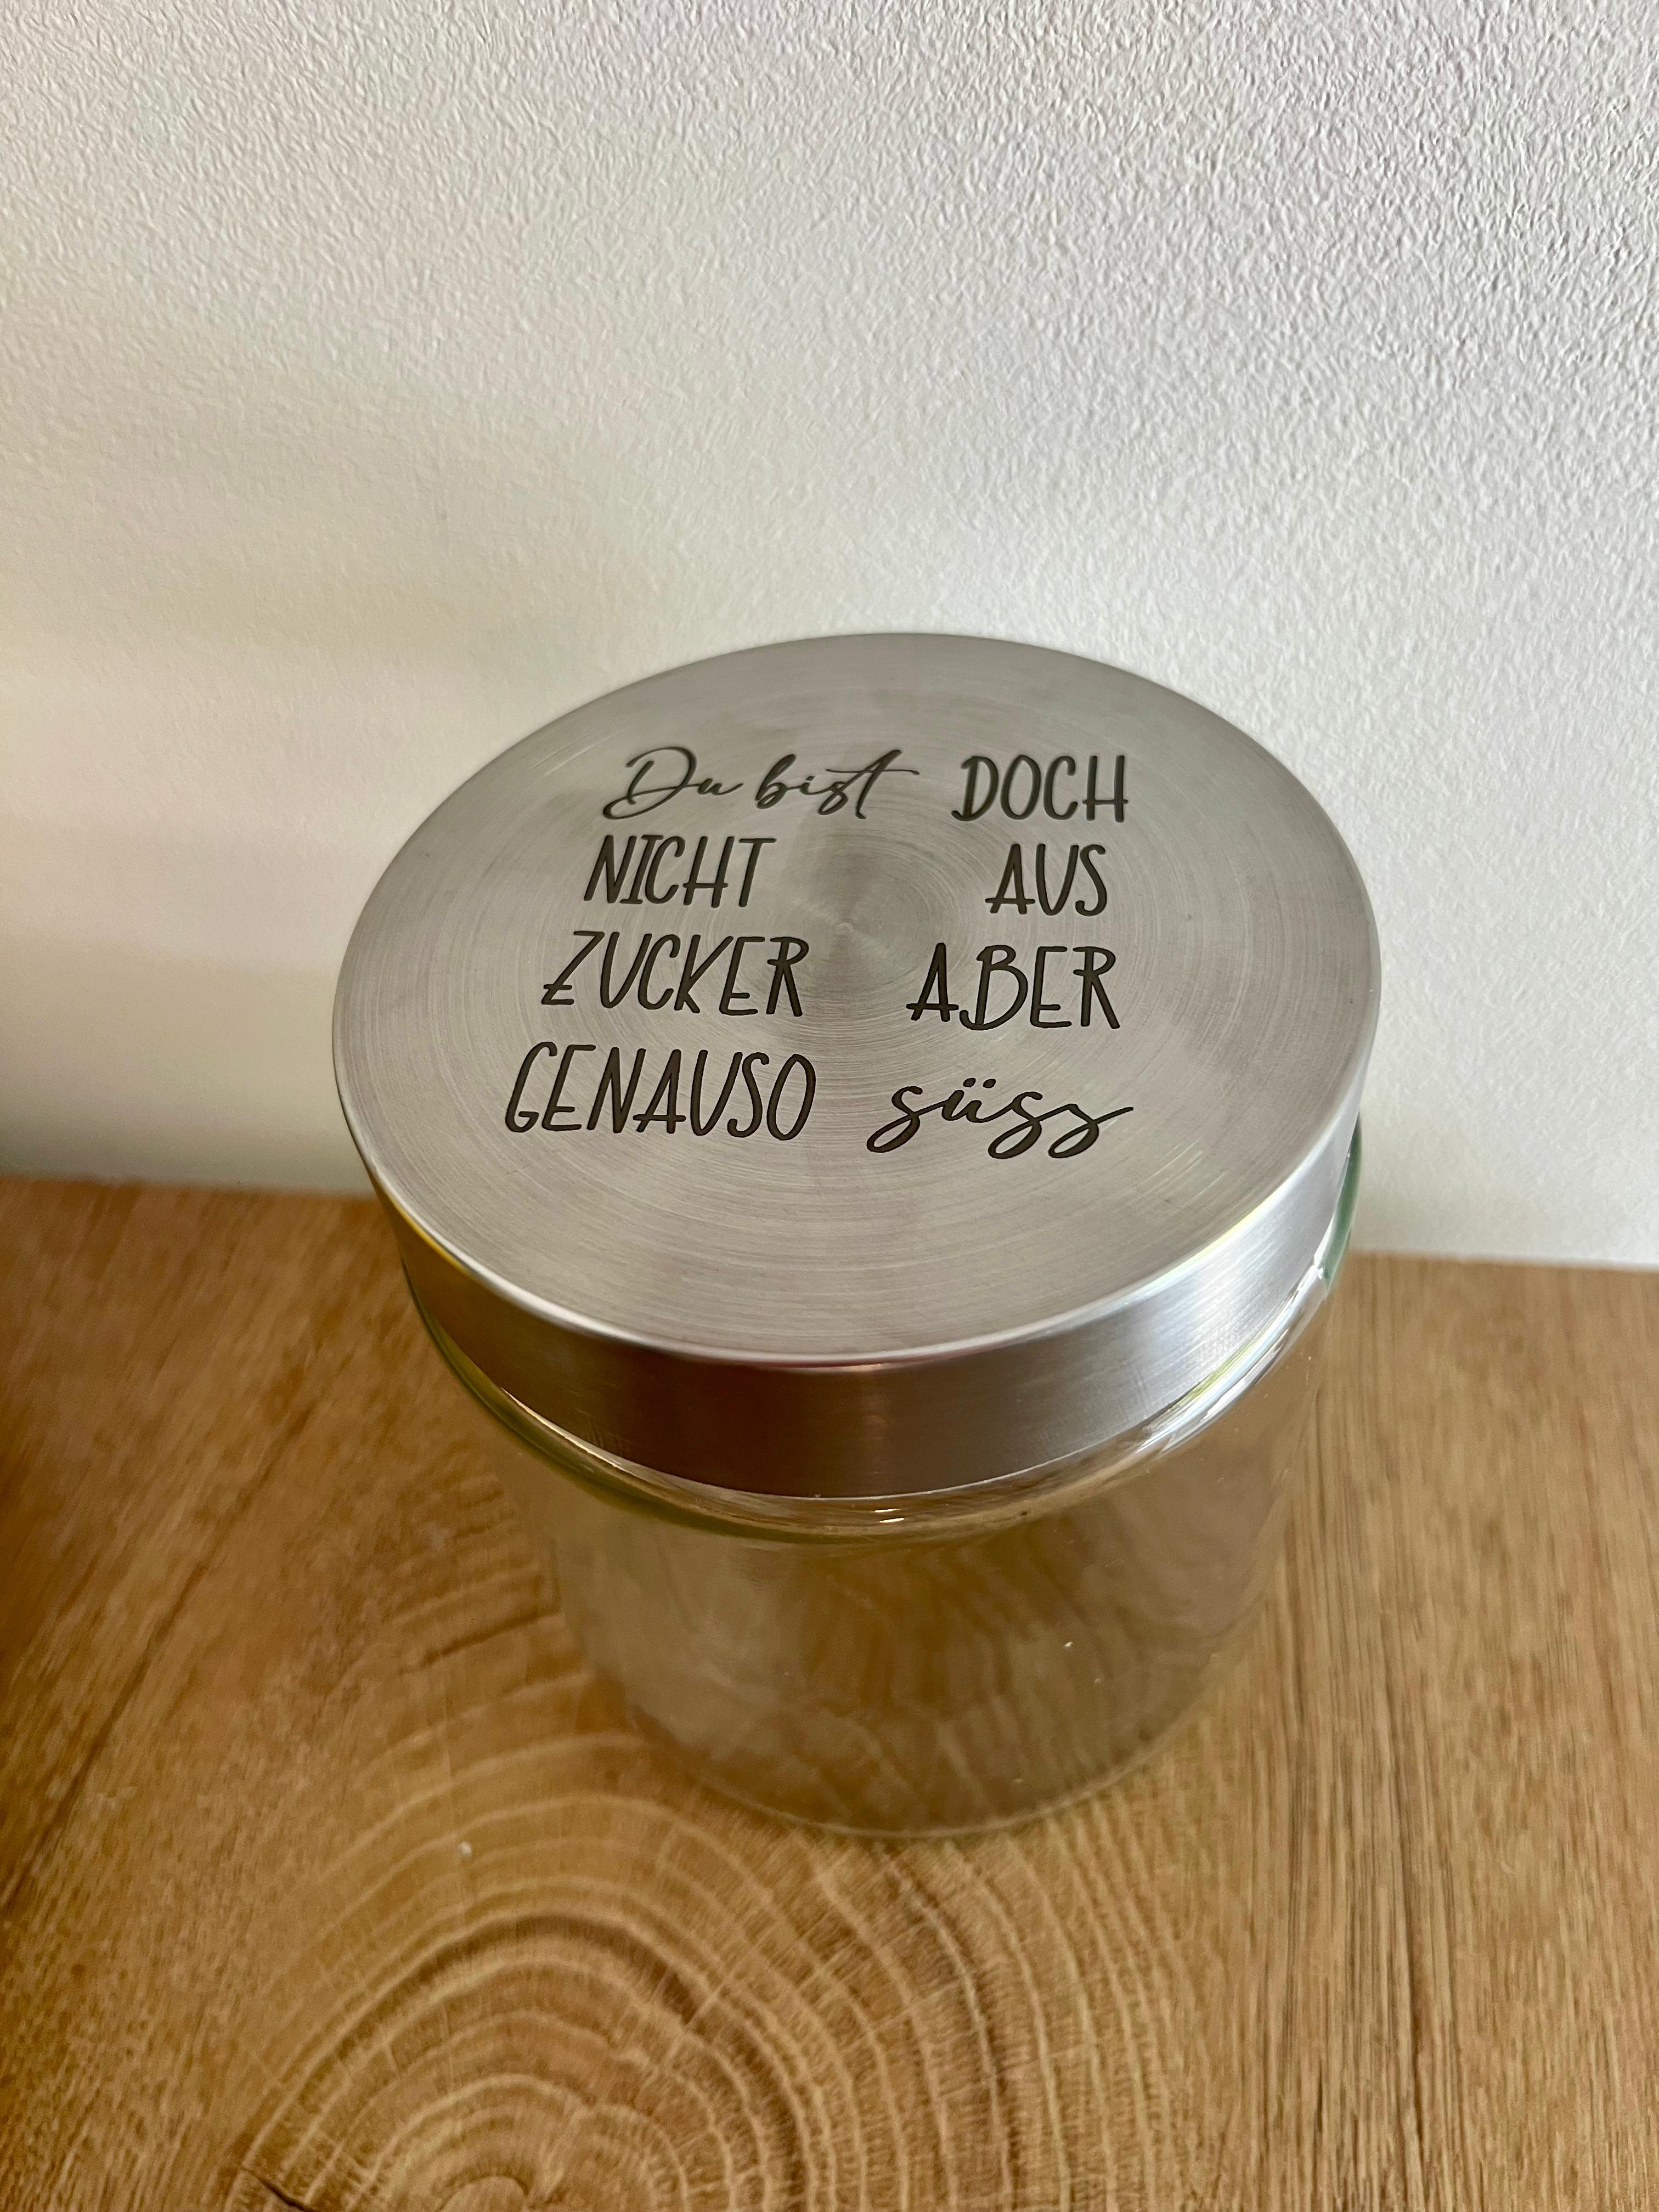 Du bist DOCH
NICHT AUS
ZUCKER ABER
GENAUSO süss